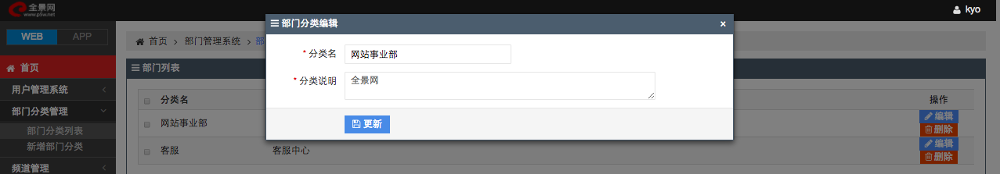 全景网
www.p5w.net
kyo
WEB
APP
首页
用户管理系统
部门分类管理
部门分类列表
新增部门分类
频道管理
首页 > 部门管理系统 > 部
部门列表
分类名
操作
网站事业部
编辑
删除
客服
客服中心
编辑
删除
部门分类编辑
×
* 分类名
网站事业部
* 分类说明
全景网
更新